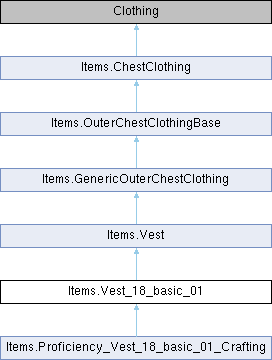 Clothing
Items.ChestClothing
Items.OuterChestClothingBase
Items.GenericOuterChestClothing
Items.Vest
Items.Vest_18_basic_01
Items.Proficiency_Vest_18_basic_01_Crafting